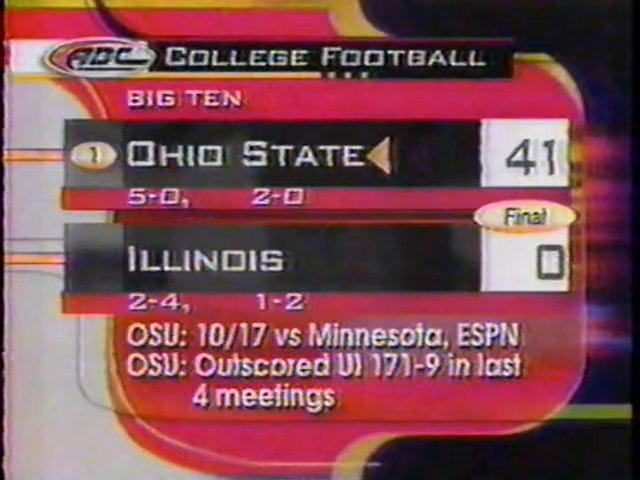 ABC COLLEGE FOOTBALL
BIG TEN
1 OHIO STATE 41
5-0, 2-0
Final
ILLINOIS 0
2-4, 1-2
OSU: 10/17 vs Minnesota, ESPN
OSU: Outscored UI 171-9 in last
4 meetings